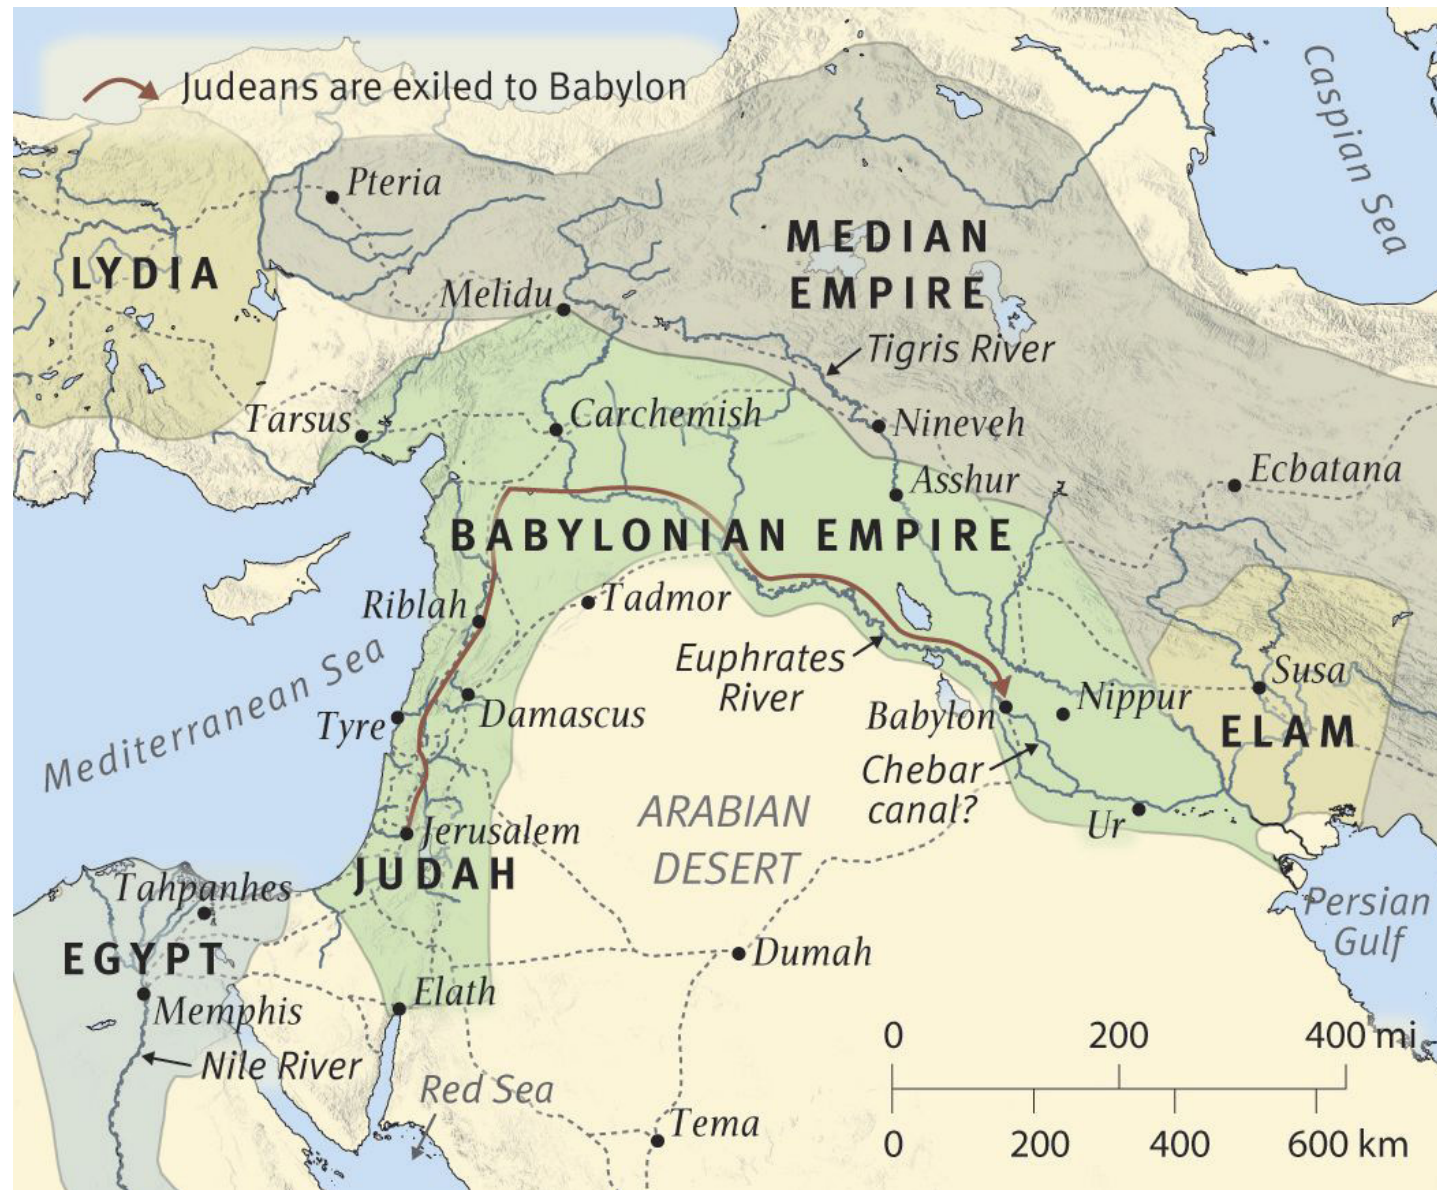 Judeans are exiled to Babylon
Caspian Sea
Pteria
MEDIAN
EMPIRE
LYDIA
Melidu
Tigris River
Tarsus
Carchemish
Nineveh
Ecbatana
Asshur
BABYLONIAN EMPIRE
Riblah
Tadmor
Mediterranean Sea
Euphrates
River
Susa
Tyre
Damascus
Babylon
Nippur
ELAM
Chebar
canal?
ARABIAN
DESERT
Ur
Jerusalem
JUDAH
Tahpanhes
Persian
Gulf
EGYPT
Dumah
Memphis
Elath
Nile River
Red Sea
Tema
0 200 400 mi
0 200 400 600 km